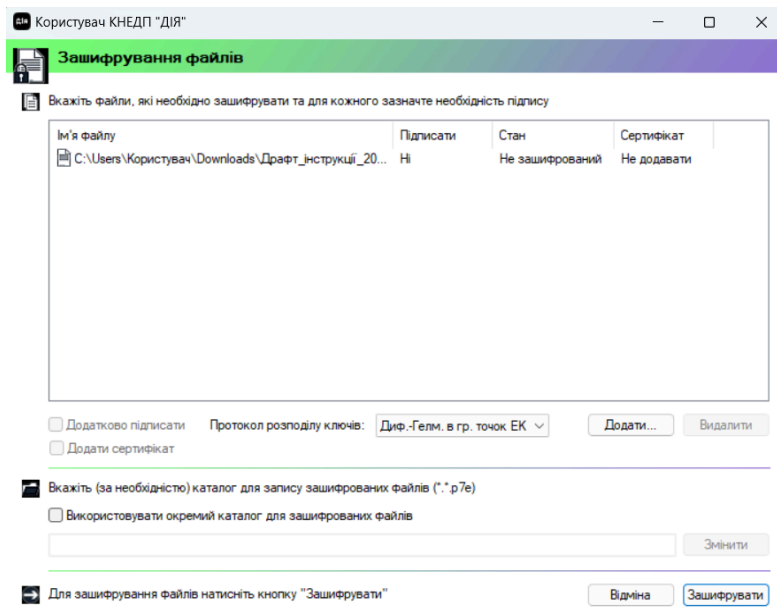 дія Користувач КНЕДП "ДІЯ"
Зашифрування файлів
Вкажіть файли, які необхідно зашифрувати та для кожного зазначте необхідність підпису
Ім'я файлу Підписати Стан Сертифікат
C:\Users\Користувач\Downloads\Драфт_інструкції_20... Ні Не зашифрований Не додавати
Додатково підписати Протокол розподілу ключів: Диф.-Гелм. в гр. точок ЕК Додати... Видалити
Додати сертифікат
Вкажіть (за необхідністю) каталог для запису зашифрованих файлів (*.*.p7e)
Використовувати окремий каталог для зашифрованих файлів
Змінити
Для зашифрування файлів натисніть кнопку "Зашифрувати" Відміна Зашифрувати